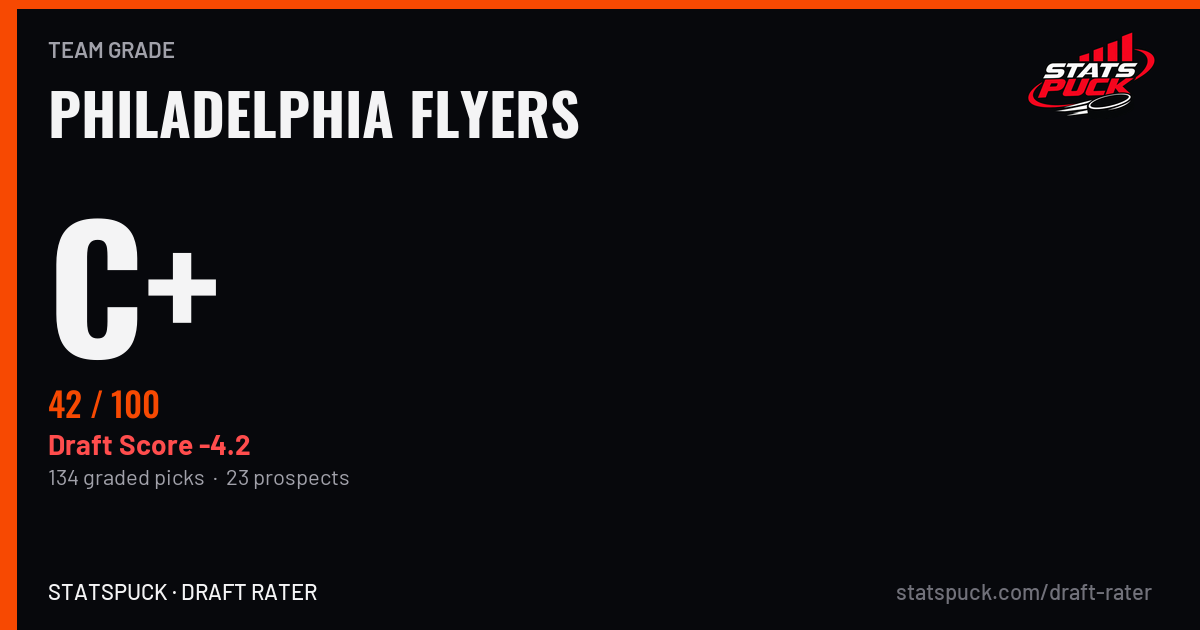 TEAM GRADE
STATS
PUCK
PHILADELPHIA FLYERS
C+
42 / 100
Draft Score -4.2
134 graded picks · 23 prospects
STATSPUCK · DRAFT RATER
statspuck.com/draft-rater